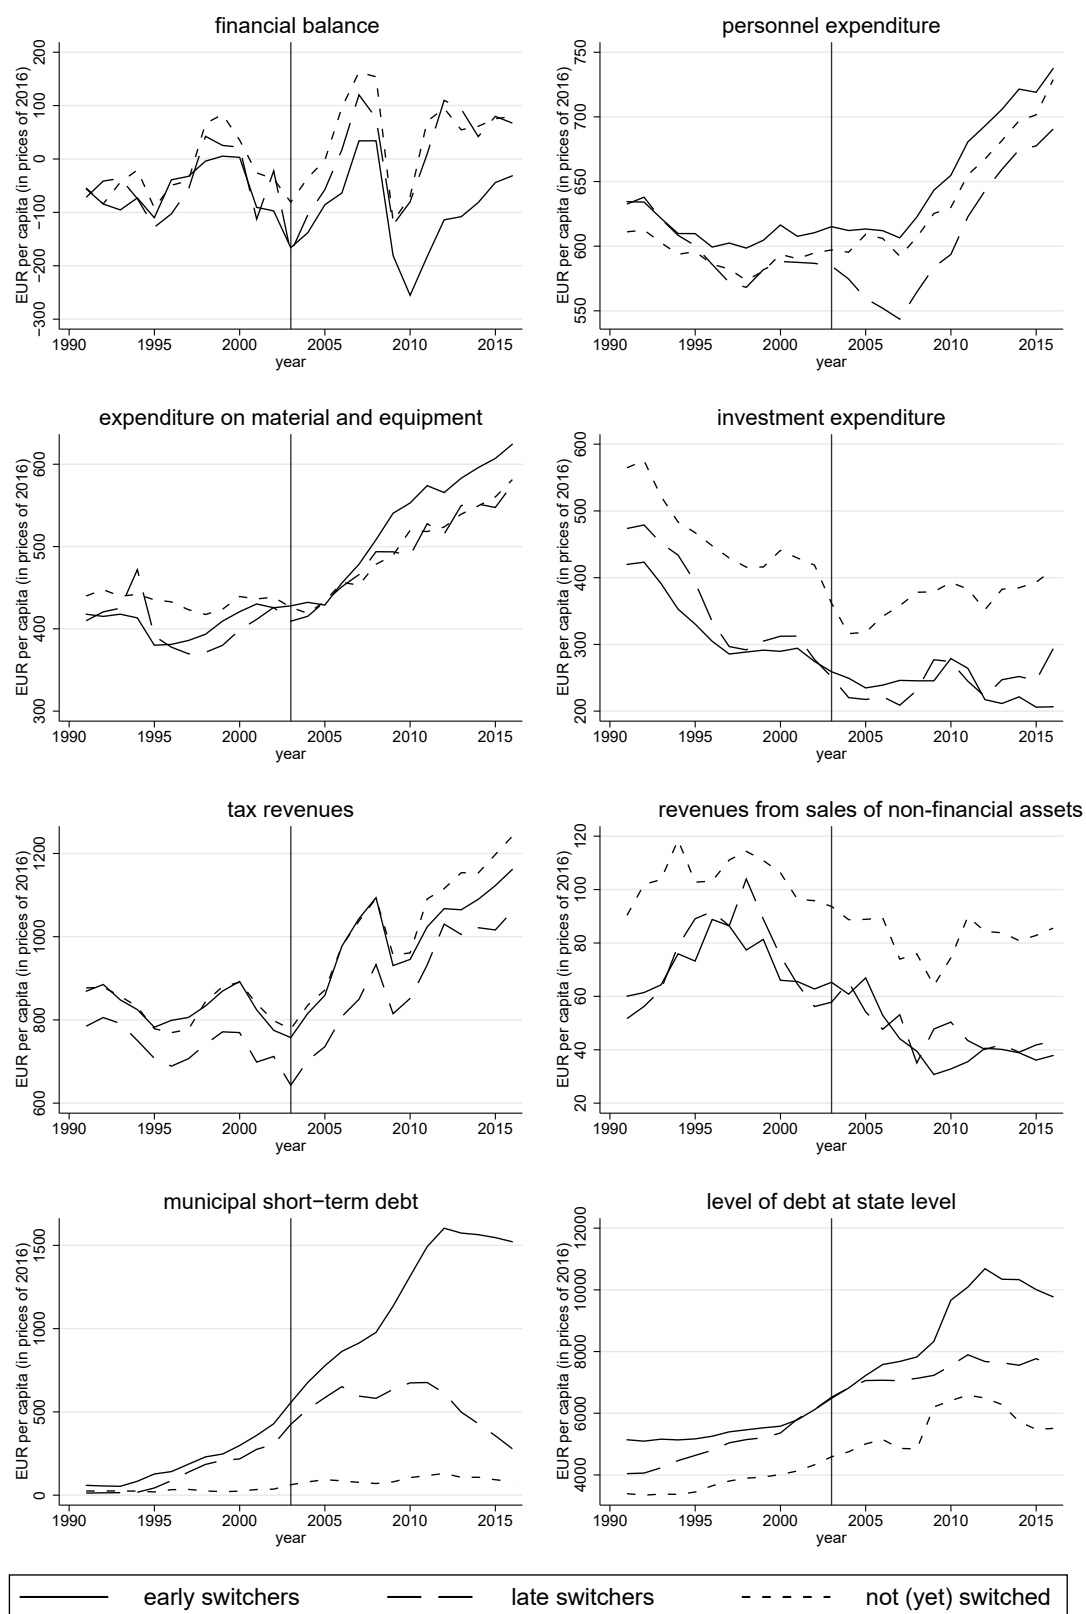 financial balance
EUR per capita (in prices of 2016)
200
100
0
−100
−200
−300
1990 1995 2000 2005 2010 2015
year
personnel expenditure
EUR per capita (in prices of 2016)
750
700
650
600
550
1990 1995 2000 2005 2010 2015
year
expenditure on material and equipment
EUR per capita (in prices of 2016)
600
500
400
300
1990 1995 2000 2005 2010 2015
year
investment expenditure
EUR per capita (in prices of 2016)
600
500
400
300
200
1990 1995 2000 2005 2010 2015
year
tax revenues
EUR per capita (in prices of 2016)
1200
1000
800
600
1990 1995 2000 2005 2010 2015
year
revenues from sales of non-financial assets
EUR per capita (in prices of 2016)
120
100
80
60
40
20
1990 1995 2000 2005 2010 2015
year
municipal short−term debt
EUR per capita (in prices of 2016)
1500
1000
500
0
1990 1995 2000 2005 2010 2015
year
level of debt at state level
EUR per capita (in prices of 2016)
12000
10000
8000
6000
4000
1990 1995 2000 2005 2010 2015
year
early switchers late switchers not (yet) switched